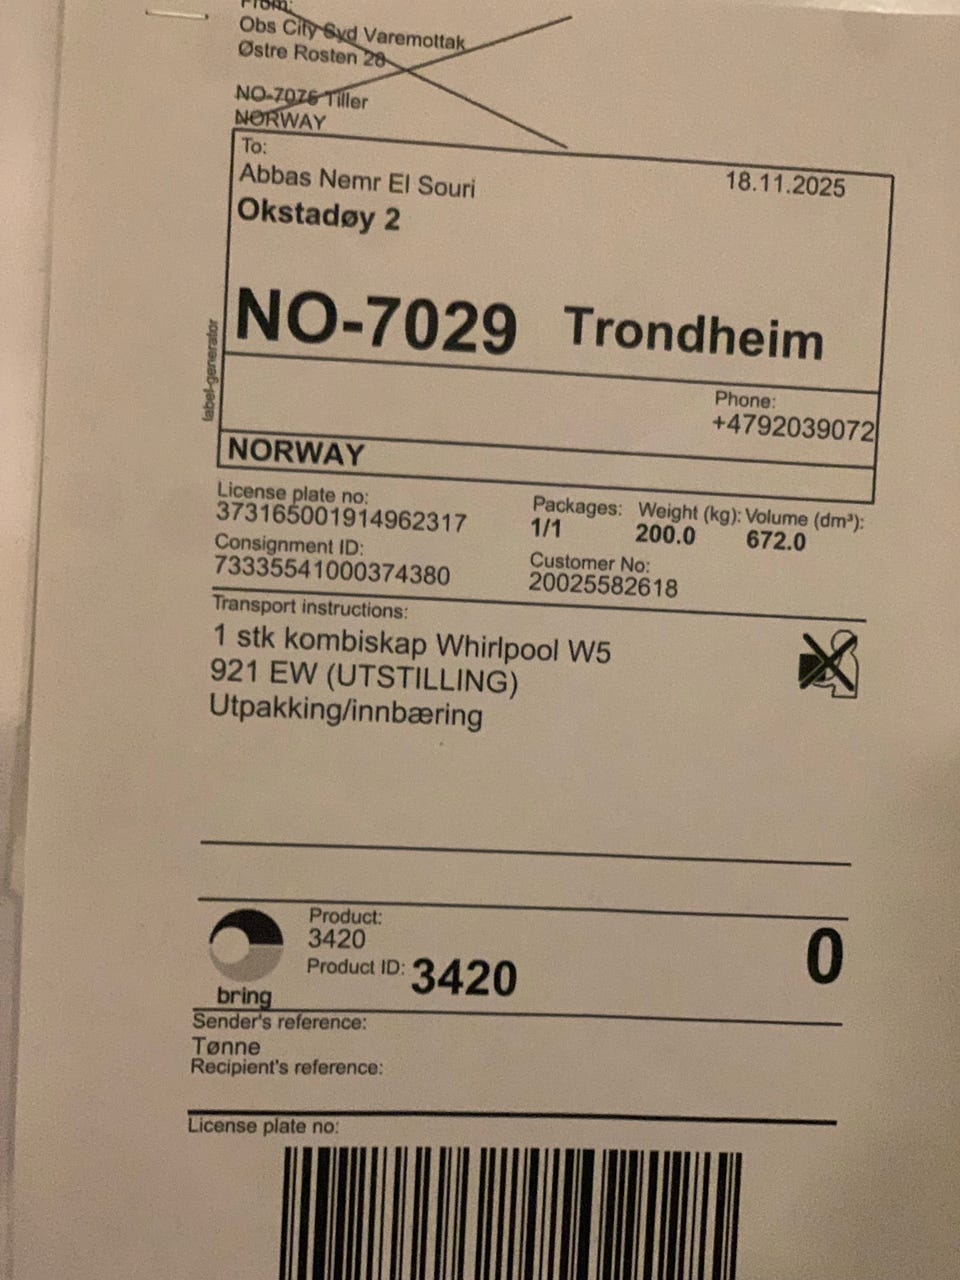 From:
Obs City Syd Varemottak
Østre Rosten 28
NO-7075 Tiller
NORWAY
To:
Abbas Nemr El Souri
18.11.2025
Okstadøy 2
NO-7029 Trondheim
label-generator
Phone:
+4792039072
NORWAY
License plate no:
373165001914962317
Packages: Weight (kg): Volume (dm³):
1/1 200.0 672.0
Consignment ID:
73335541000374380
Customer No:
20025582618
Transport instructions:
1 stk kombiskap Whirlpool W5
921 EW (UTSTILLING)
Utpakking/innbæring
bring
Product:
3420
Product ID: 3420
0
Sender's reference:
Tønne
Recipient's reference:
License plate no: